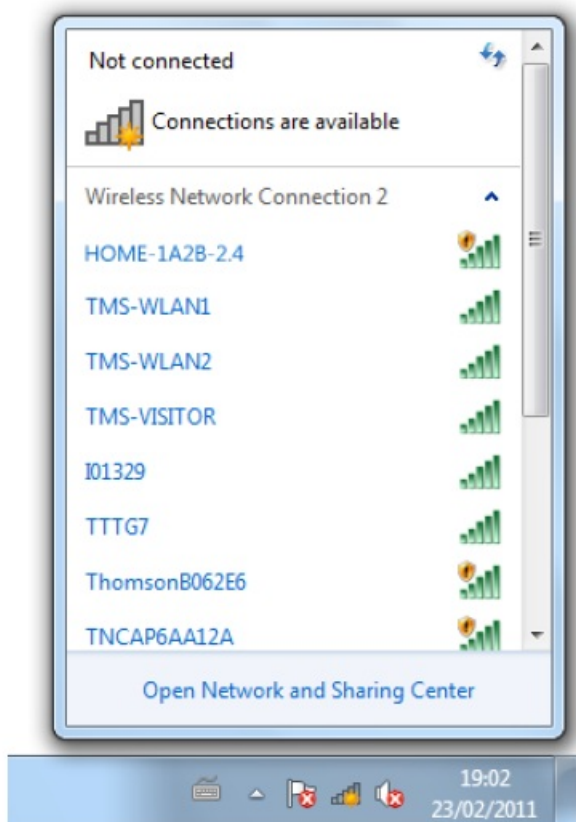 Not connected
Connections are available
Wireless Network Connection 2
HOME-1A2B-2.4
TMS-WLAN1
TMS-WLAN2
TMS-VISITOR
I01329
TTTG7
ThomsonB062E6
TNCAP6AA12A
Open Network and Sharing Center
19:02
23/02/2011